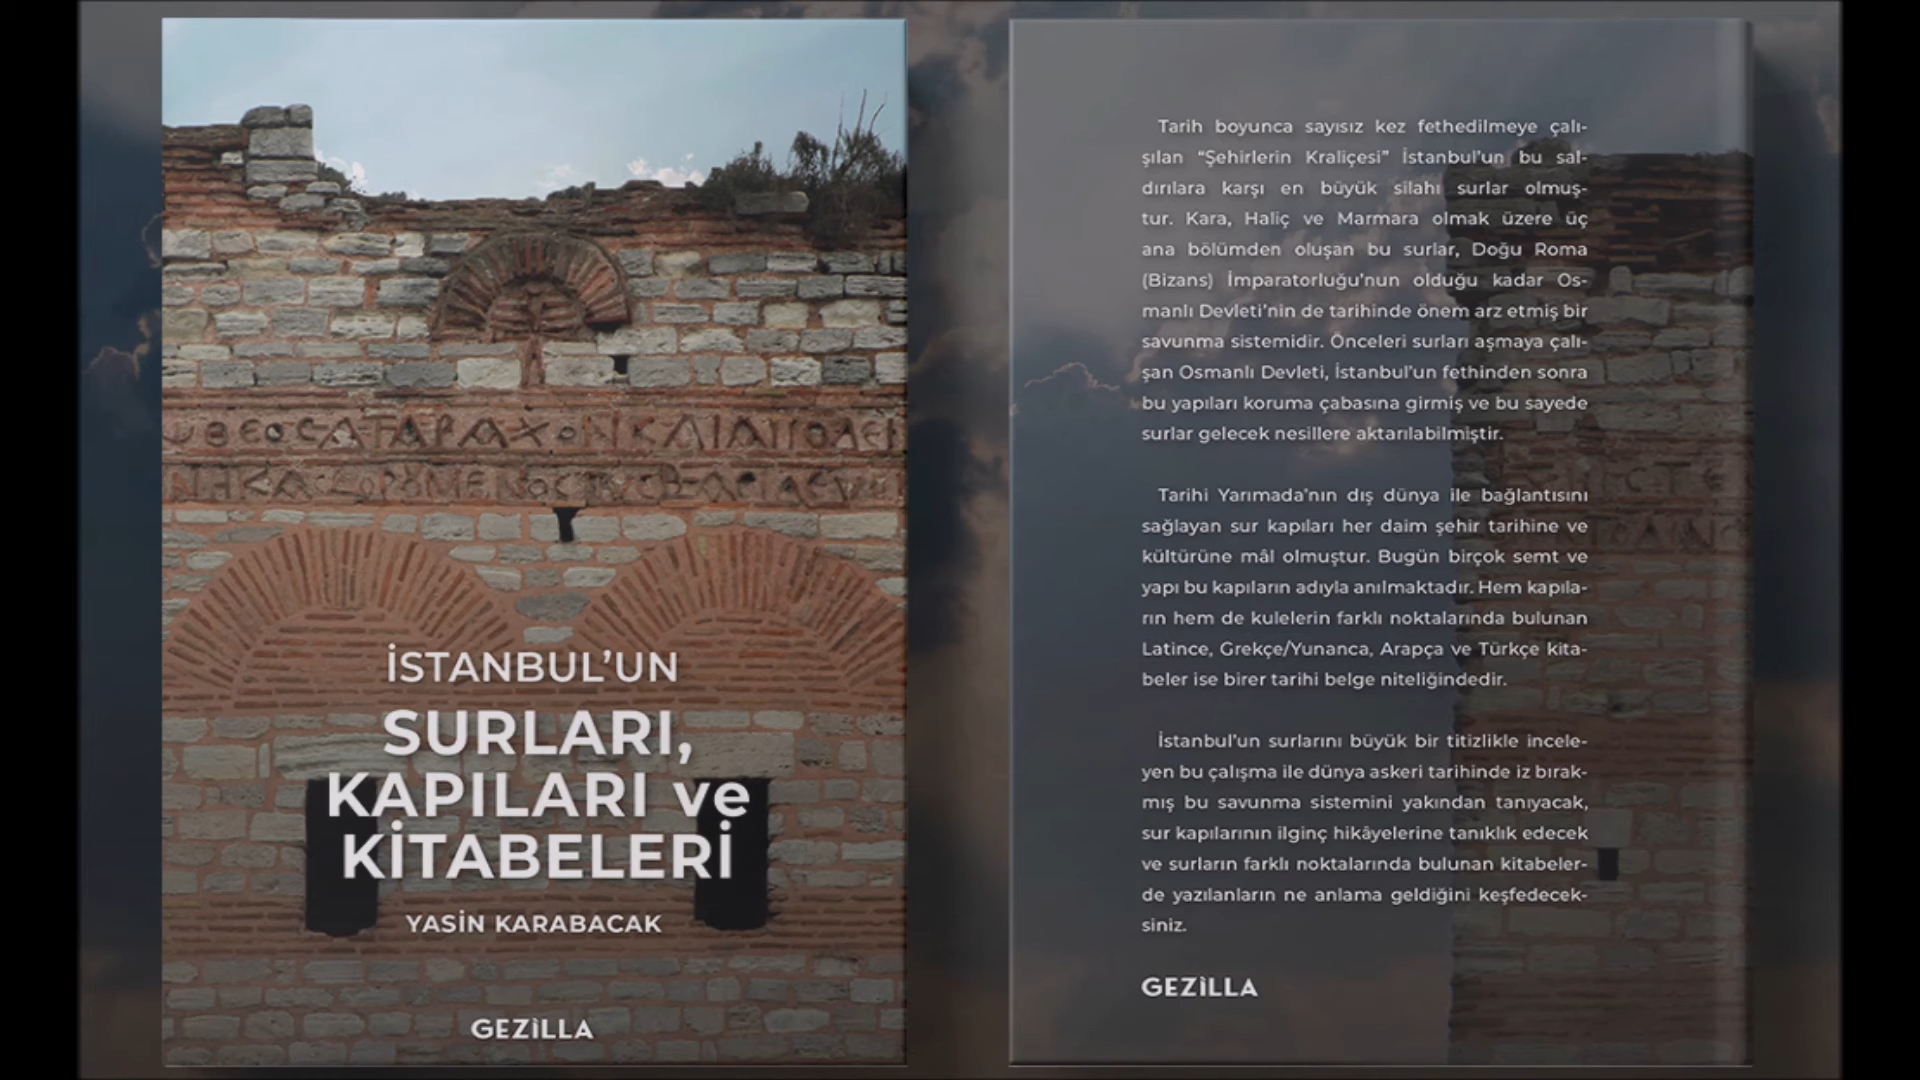 İSTANBUL’UN
SURLARI,
KAPILARI ve
KİTABELERİ
YASİN KARABACAK
GEZİLLA
Tarih boyunca sayısız kez fethedilmeye çalı-
şılan “Şehirlerin Kraliçesi” İstanbul’un bu sal-
dırılara karşı en büyük silahı surlar olmuş-
tur. Kara, Haliç ve Marmara olmak üzere üç
ana bölümden oluşan bu surlar, Doğu Roma
(Bizans) İmparatorluğu’nun olduğu kadar Os-
manlı Devleti’nin de tarihinde önem arz etmiş bir
savunma sistemidir. Önceleri surları aşmaya çalı-
şan Osmanlı Devleti, İstanbul’un fethinden sonra
bu yapıları koruma çabasına girmiş ve bu sayede
surlar gelecek nesillere aktarılabilmiştir.
Tarihi Yarımada’nın dış dünya ile bağlantısını
sağlayan sur kapıları her daim şehir tarihine ve
kültürüne mâl olmuştur. Bugün birçok semt ve
yapı bu kapıların adıyla anılmaktadır. Hem kapıla-
rın hem de kulelerin farklı noktalarında bulunan
Latince, Grekçe/Yunanca, Arapça ve Türkçe kita-
beler ise birer tarihi belge niteliğindedir.
İstanbul’un surlarını büyük bir titizlikle incele-
yen bu çalışma ile dünya askeri tarihinde iz bırak-
mış bu savunma sistemini yakından tanıyacak,
sur kapılarının ilginç hikâyelerine tanıklık edecek
ve surların farklı noktalarında bulunan kitabeler-
de yazılanların ne anlama geldiğini keşfedecek-
siniz.
GEZİLLA